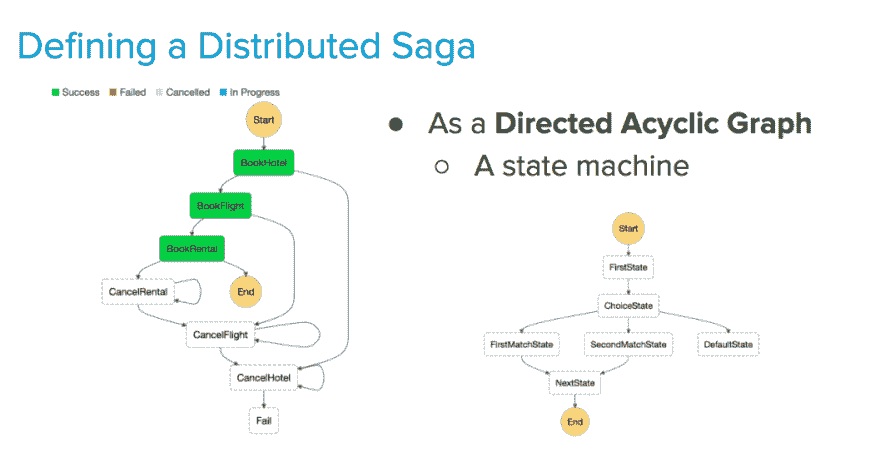 Defining a Distributed Saga
Success Failed Cancelled In Progress
Start
BookHotel
BookFlight
BookRental
CancelRental
End
CancelFlight
CancelHotel
Fail
● As a Directed Acyclic Graph
○ A state machine
Start
FirstState
ChoiceState
FirstMatchState SecondMatchState DefaultState
NextState
End